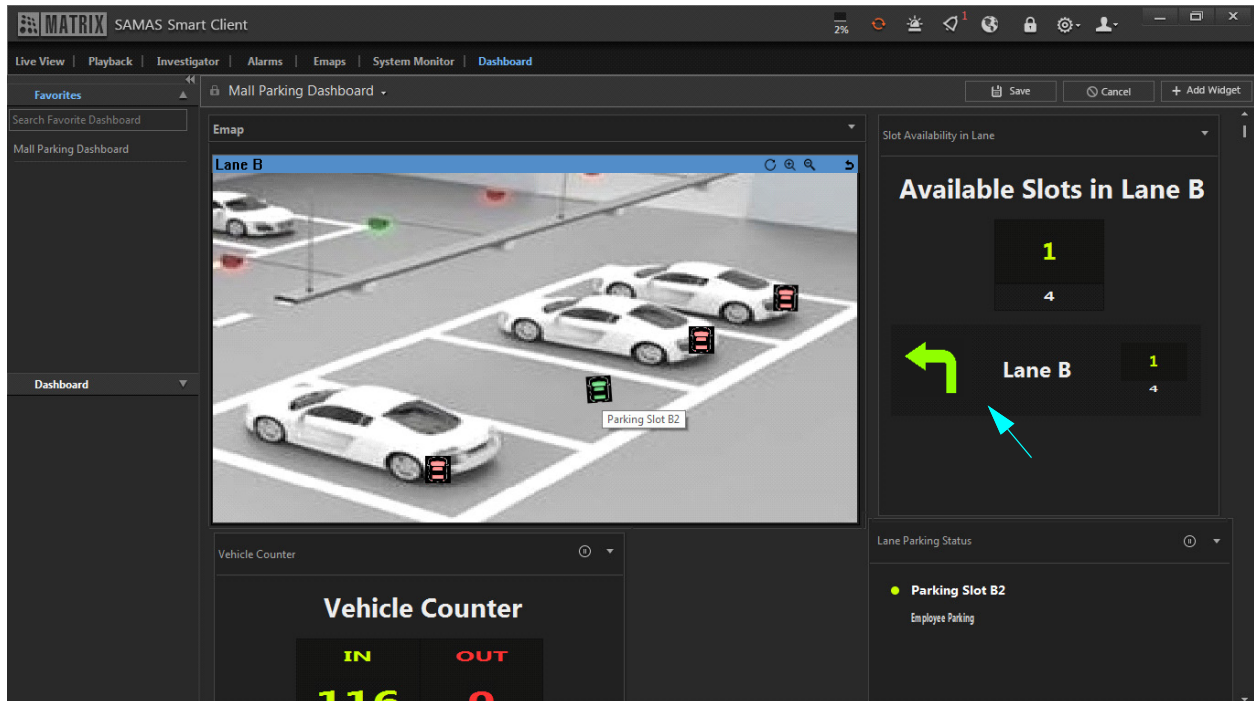 MATRIX SAMAS Smart Client
2%
1
Live View | Playback | Investigator | Alarms | Emaps | System Monitor | Dashboard
Favorites
Search Favorite Dashboard
Mall Parking Dashboard
Dashboard
Mall Parking Dashboard
Save
Cancel
+ Add Widget
Emap
Lane B
Parking Slot B2
Slot Availability in Lane
Available Slots in Lane B
1
4
Lane B
1
4
Vehicle Counter
Vehicle Counter
IN
OUT
116
Lane Parking Status
Parking Slot B2
Employee Parking